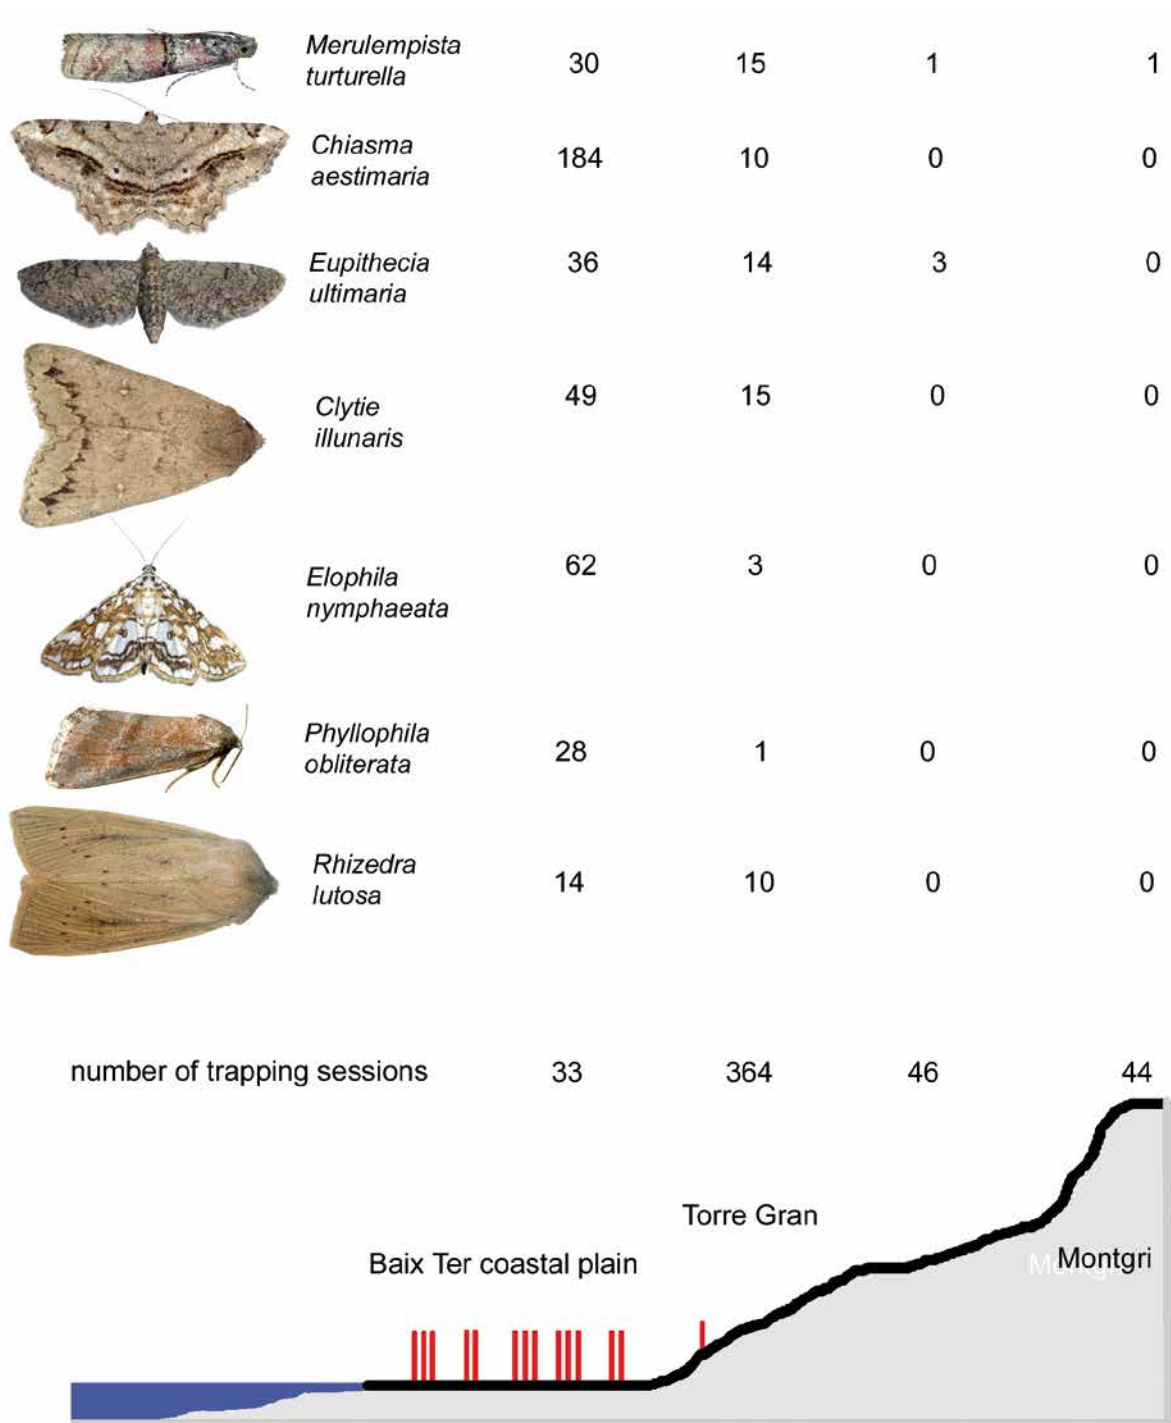 Merulempista
turturella 30 15 1 1
Chiasma
aestimaria 184 10 0 0
Eupithecia
ultimaria 36 14 3 0
Clytie
illunaris 49 15 0 0
Elophila
nymphaeata 62 3 0 0
Phyllophila
obliterata 28 1 0 0
Rhizedra
lutosa 14 10 0 0
number of trapping sessions 33 364 46 44
Torre Gran
Baix Ter coastal plain
Montgri